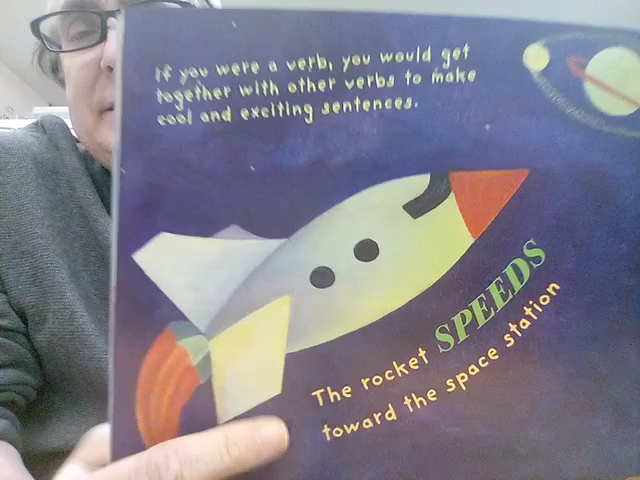 If you were a verb, you would get
together with other verbs to make
cool and exciting sentences.
The rocket SPEEDS
toward the space station